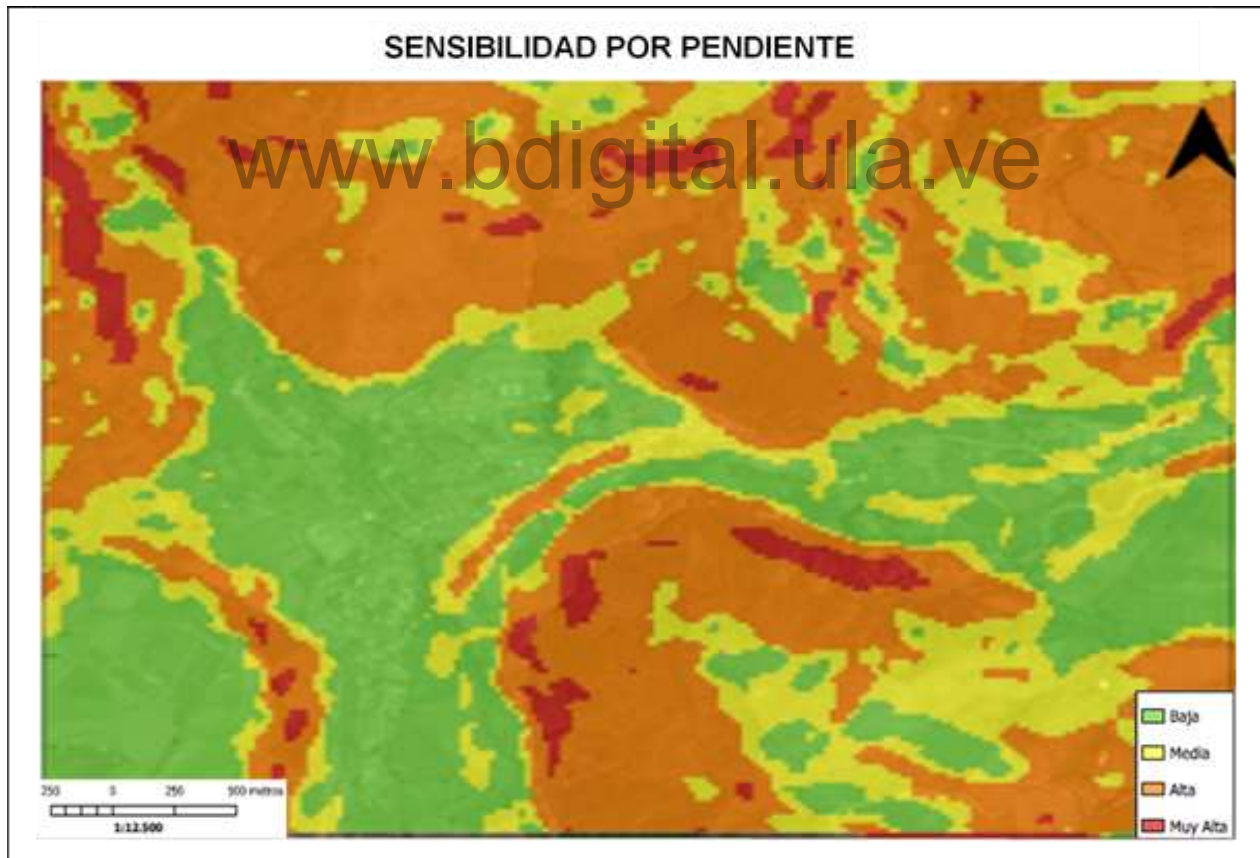 SENSIBILIDAD POR PENDIENTE
www.bdigital.ula.ve
Baja
Media
Alta
Muy Alta
250 0 250 500 metros
1:12.500